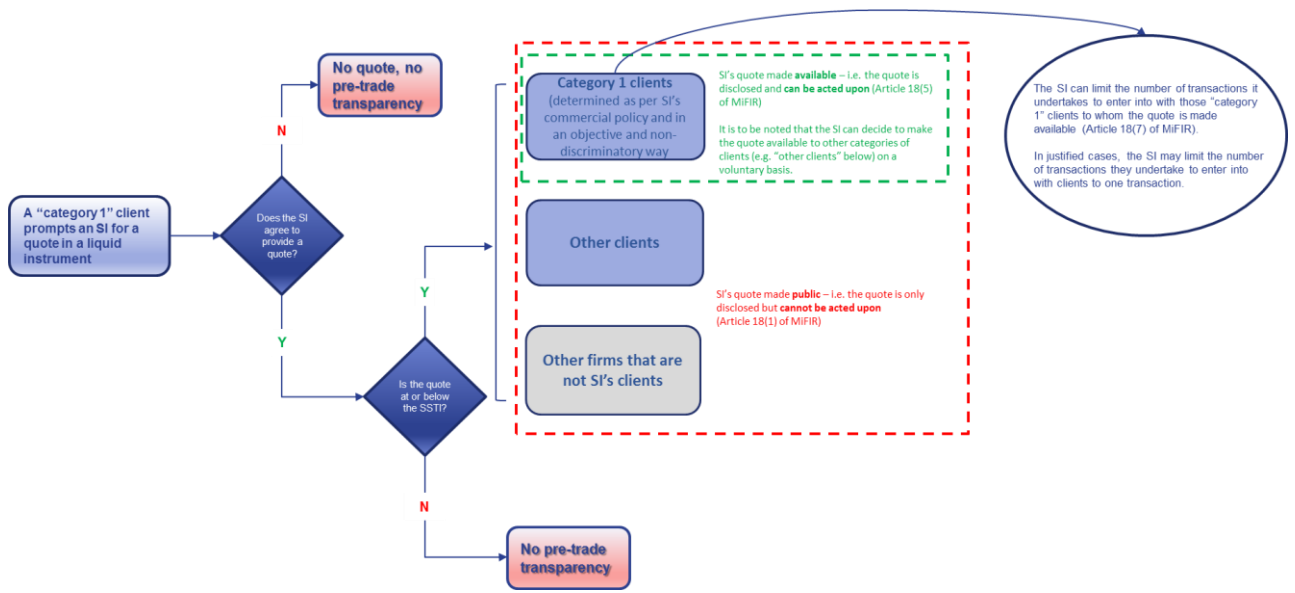 No quote, no
pre-trade
transparency
N
A “category 1” client
prompts an SI for a
quote in a liquid
instrument
Does the SI
agree to
provide a
quote?
Y
Is the quote
at or below
the SSTI?
Y
N
No pre-trade
transparency
Category 1 clients
(determined as per SI’s
commercial policy and in
an objective and non-
discriminatory way
SI’s quote made available – i.e. the quote is
disclosed and can be acted upon (Article 18(5)
of MiFIR)
It is to be noted that the SI can decide to make
the quote available to other categories of
clients (e.g. “other clients” below) on a
voluntary basis.
Other clients
Other firms that are
not SI’s clients
SI’s quote made public – i.e. the quote is only
disclosed but cannot be acted upon
(Article 18(1) of MiFIR)
The SI can limit the number of transactions it
undertakes to enter into with those “category
1” clients to whom the quote is made
available (Article 18(7) of MiFIR).
In justified cases, the SI may limit the number
of transactions they undertake to enter into
with clients to one transaction.